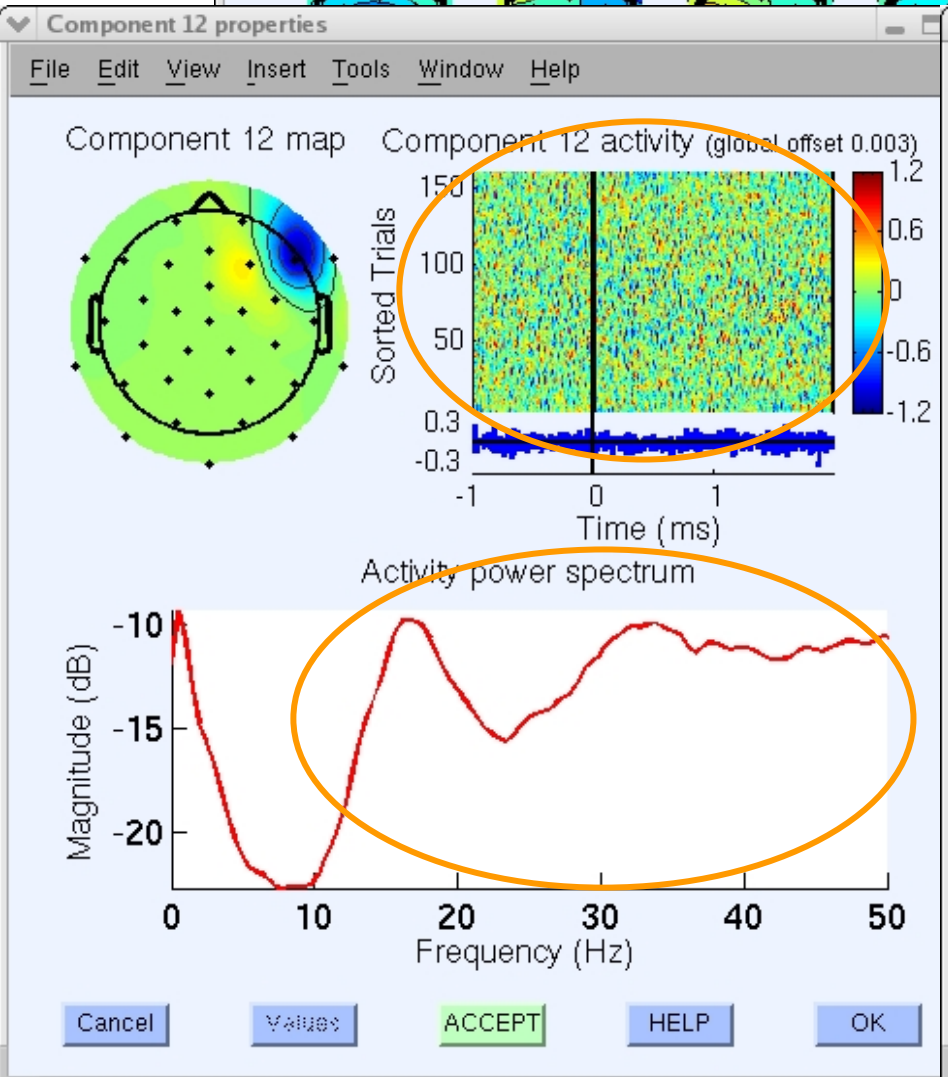 Component 12 properties
File Edit View Insert Tools Window Help
Component 12 map
Component 12 activity (global offset 0.003)
Sorted Trials
150
100
50
0.3
-0.3
1.2
0.6
0
-0.6
-1.2
-1 0 1
Time (ms)
Activity power spectrum
Magnitude (dB)
-10
-15
-20
0 10 20 30 40 50
Frequency (Hz)
Cancel Values ACCEPT HELP OK